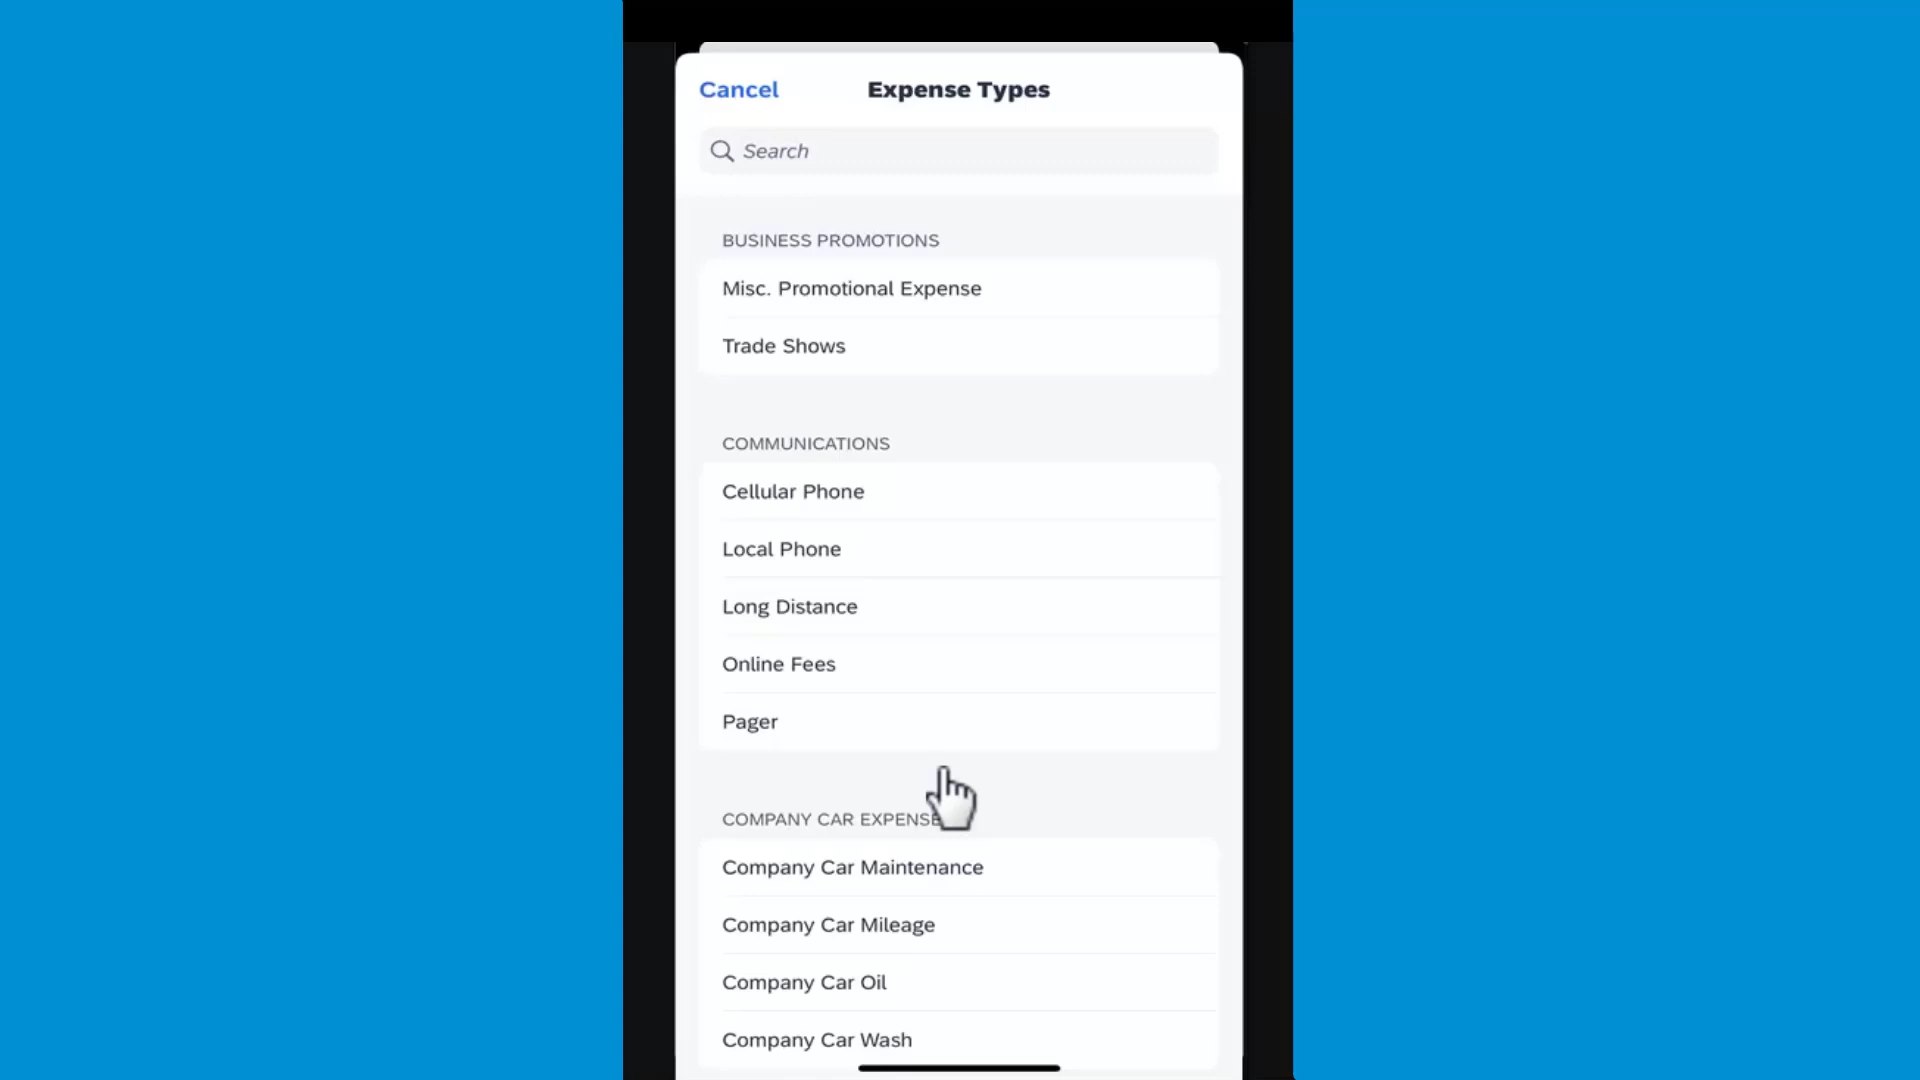 Cancel
Expense Types
Search
BUSINESS PROMOTIONS
Misc. Promotional Expense
Trade Shows
COMMUNICATIONS
Cellular Phone
Local Phone
Long Distance
Online Fees
Pager
COMPANY CAR EXPENSE
Company Car Maintenance
Company Car Mileage
Company Car Oil
Company Car Wash